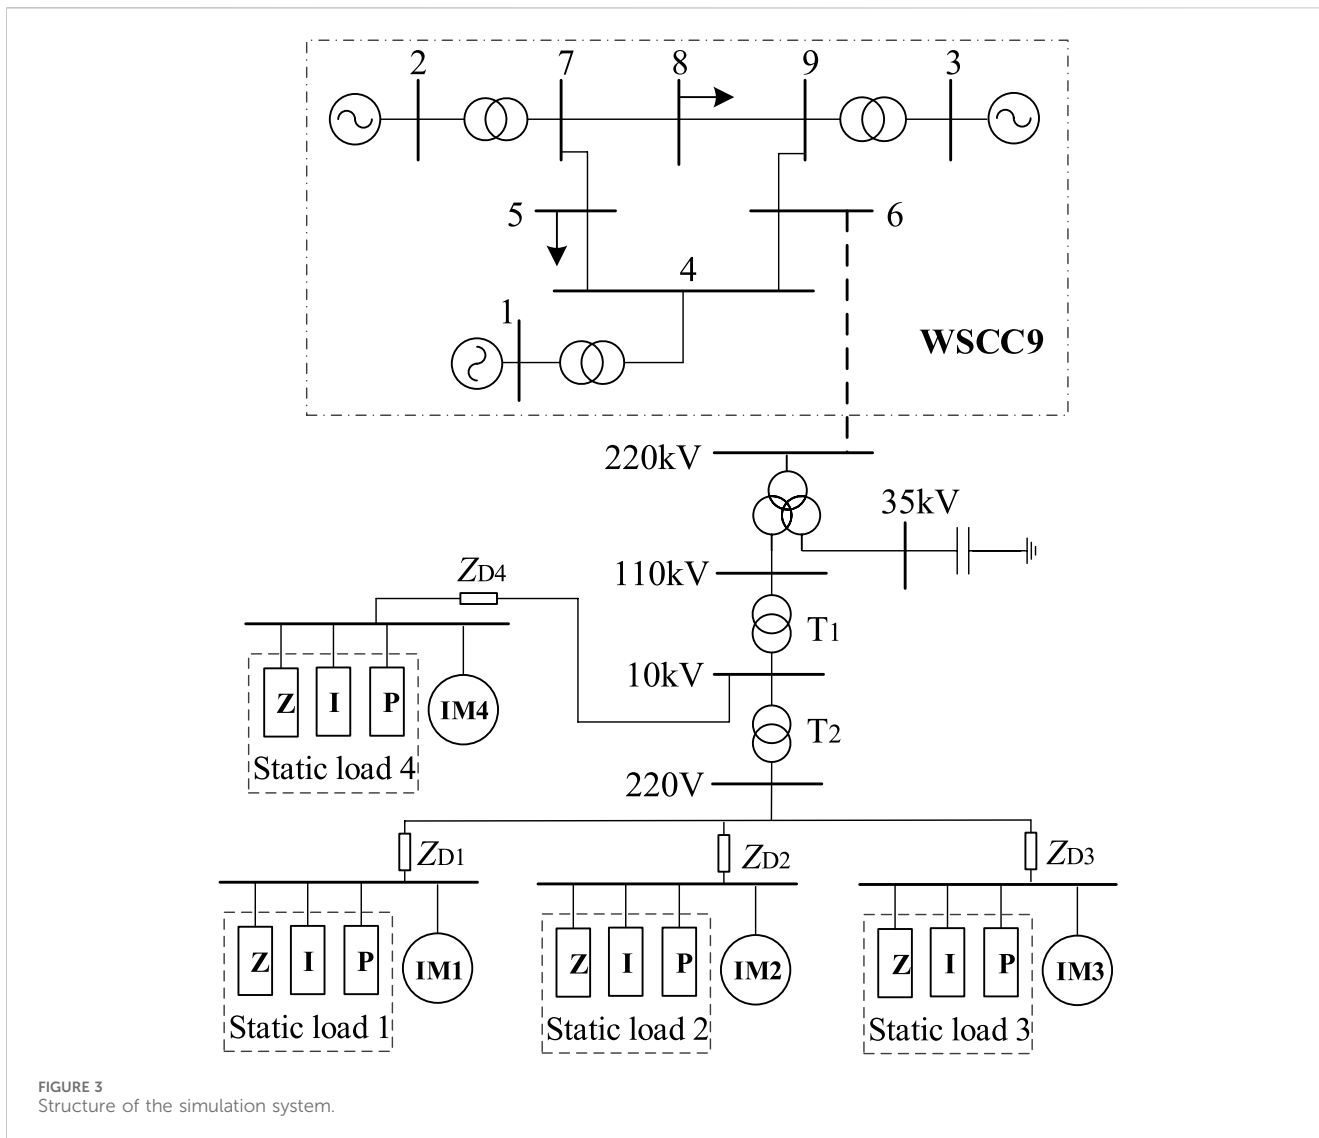 2 7 8 9 3
5 6
4
1
WSCC9
220kV
35kV
ZD4
110kV
T1
10kV
Z I P IM4
T2
Static load 4
220V
ZD1 ZD2 ZD3
Z I P IM1 Z I P IM2 Z I P IM3
Static load 1 Static load 2 Static load 3
FIGURE 3
Structure of the simulation system.